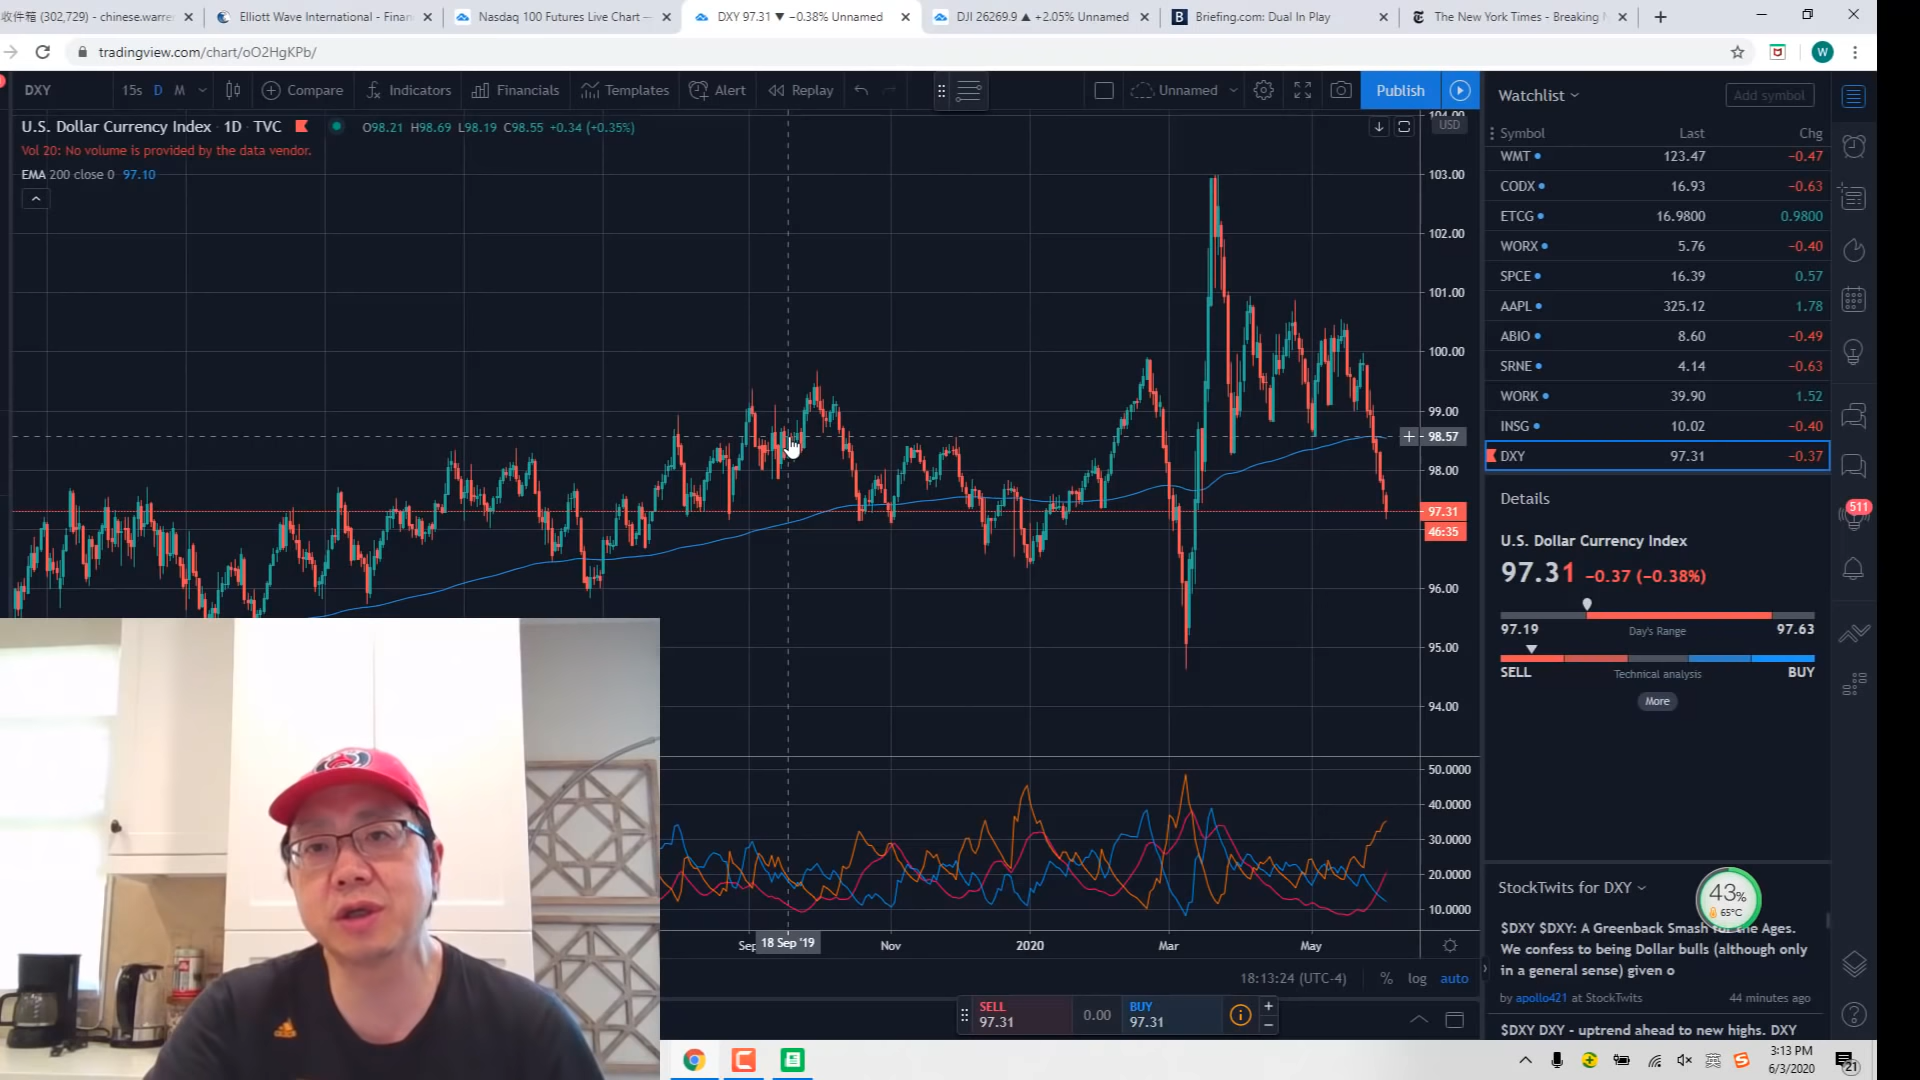 收件箱 (302,729) - chinese.warre
Elliott Wave International - Finan
Nasdaq 100 Futures Live Chart —
DXY 97.31 ▼ −0.38% Unnamed
DJI 26269.9 ▲ +2.05% Unnamed
Briefing.com: Dual In Play
The New York Times - Breaking
tradingview.com/chart/oO2HgKPb/
W
DXY
15s
D
M
Compare
Indicators
Financials
Templates
Alert
Replay
Unnamed
Publish
U.S. Dollar Currency Index · 1D · TVC
O98.21 H98.69 L98.19 C98.55 +0.34 (+0.35%)
Vol 20: No volume is provided by the data vendor.
EMA 200 close 0 97.10
104.00
USD
103.00
102.00
101.00
100.00
99.00
98.57
98.00
97.31
46:35
96.00
95.00
94.00
50.0000
40.0000
30.0000
20.0000
10.0000
Sep
18 Sep '19
Nov
2020
Mar
May
18:13:24 (UTC-4)
%
log
auto
SELL
97.31
0.00
BUY
97.31
Watchlist
Add symbol
Symbol Last Chg
WMT 123.47 −0.47
CODX 16.93 −0.63
ETCG 16.9800 0.9800
WORX 5.76 −0.40
SPCE 16.39 0.57
AAPL 325.12 1.78
ABIO 8.60 −0.49
SRNE 4.14 −0.63
WORK 39.90 1.52
INSG 10.02 −0.40
DXY 97.31 −0.37
Details
U.S. Dollar Currency Index
97.31 −0.37 (−0.38%)
97.19 Day's Range 97.63
SELL Technical analysis BUY
More
511
StockTwits for DXY
43%
65°C
$DXY $DXY: A Greenback Smash for the Ages.
We confess to being Dollar bulls (although only
in a general sense) given o
by apollo421 at StockTwits 44 minutes ago
$DXY DXY - uptrend ahead to new highs. DXY
英
3:13 PM
6/3/2020
21